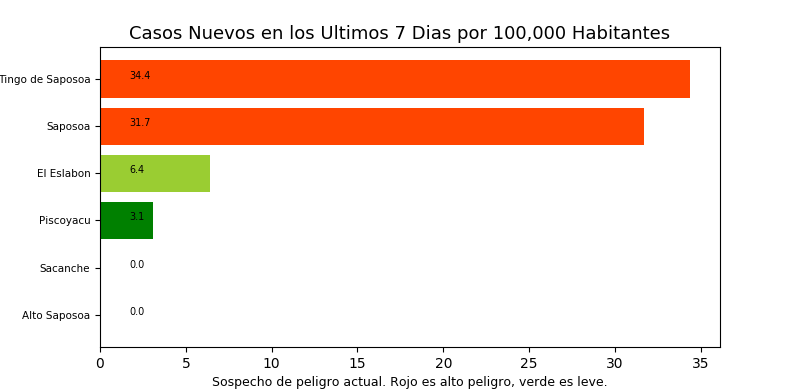 Casos Nuevos en los Ultimos 7 Dias por 100,000 Habitantes
Tingo de Saposoa 34.4
Saposoa 31.7
El Eslabon 6.4
Piscoyacu 3.1
Sacanche 0.0
Alto Saposoa 0.0
0 5 10 15 20 25 30 35
Sospecho de peligro actual. Rojo es alto peligro, verde es leve.